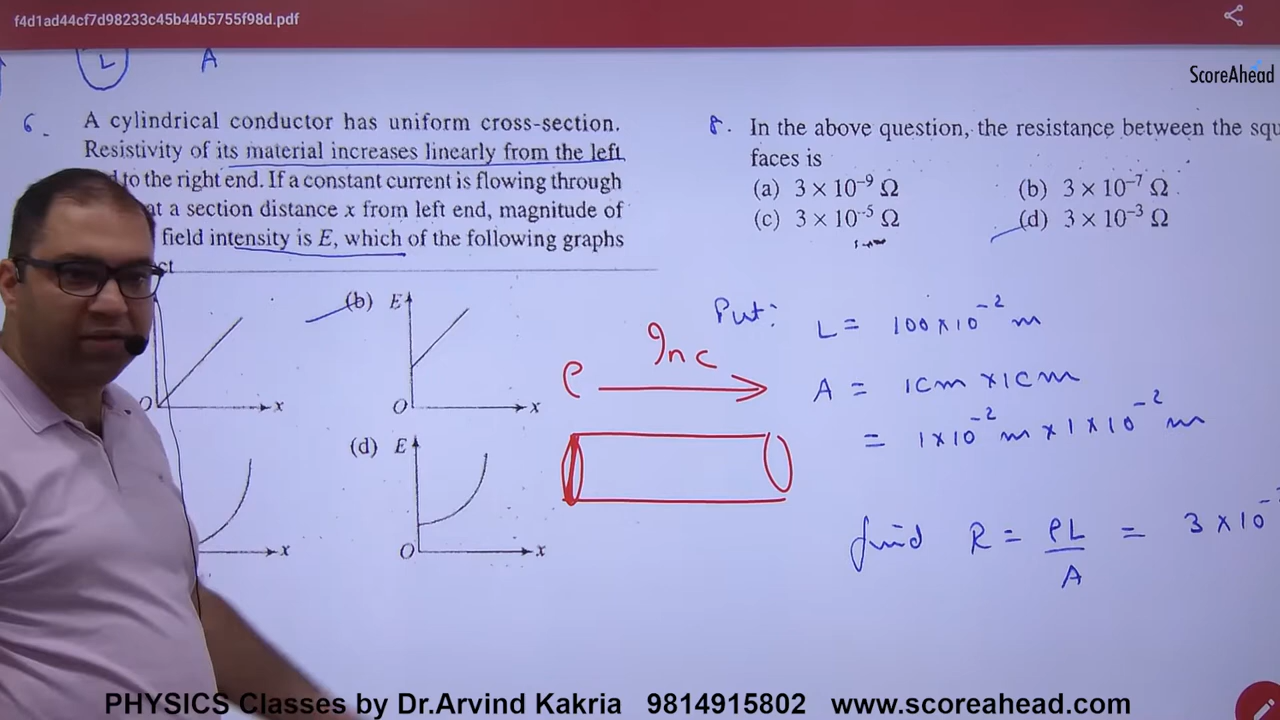 f4d1ad44cf7d98233c45b44b5755f98d.pdf
ScoreAhead
L A
6. A cylindrical conductor has uniform cross-section.
Resistivity of its material increases linearly from the left
to the right end. If a constant current is flowing through
at a section distance x from left end, magnitude of
field intensity is E, which of the following graphs
ct
O x
(b) E
O x
x
(d) E
O x
ρ Inc
8. In the above question, the resistance between the squ
faces is
(a) 3 × 10⁻⁹ Ω (b) 3 × 10⁻⁷ Ω
(c) 3 × 10⁻⁵ Ω (d) 3 × 10⁻³ Ω
Put: L = 100×10⁻² m
A = 1cm ×1cm
= 1×10⁻² m × 1×10⁻² m
find R = ρL/A = 3 ×10⁻
PHYSICS Classes by Dr.Arvind Kakria 9814915802 www.scoreahead.com